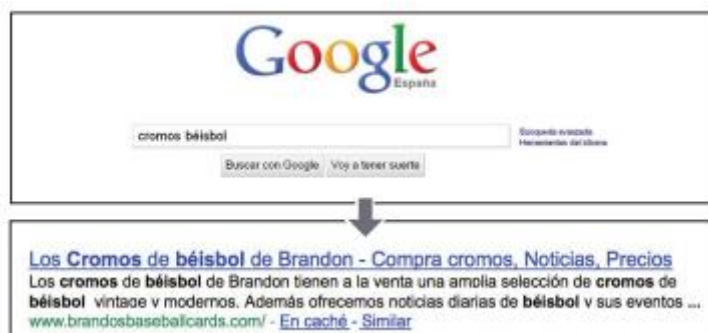 Google
España
cromos béisbol
Búsqueda avanzada
Herramientas del idioma
Buscar con Google Voy a tener suerte
Los Cromos de béisbol de Brandon - Compra cromos, Noticias, Precios
Los cromos de béisbol de Brandon tienen a la venta una amplia selección de cromos de
béisbol vintage y modernos. Además ofrecemos noticias diarias de béisbol y sus eventos ...
www.brandosbaseballcards.com/ - En caché - Similar